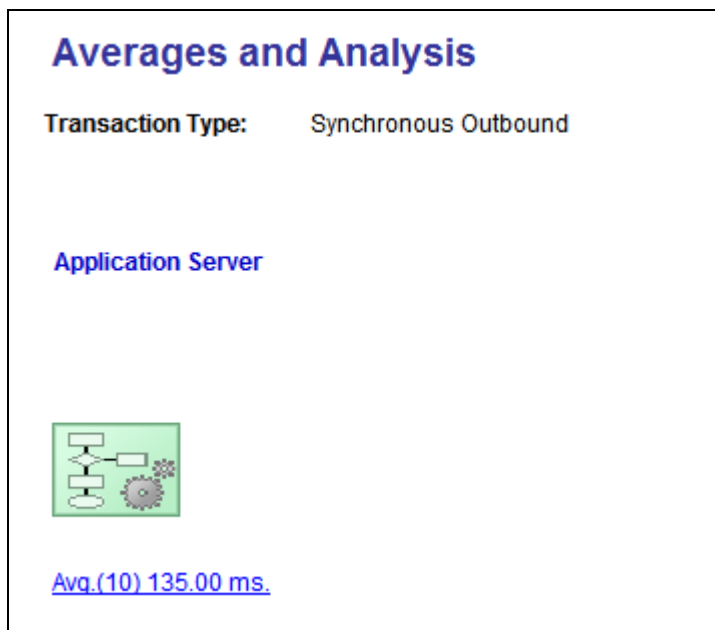 Averages and Analysis
Transaction Type: Synchronous Outbound
Application Server
Avg.(10) 135.00 ms.